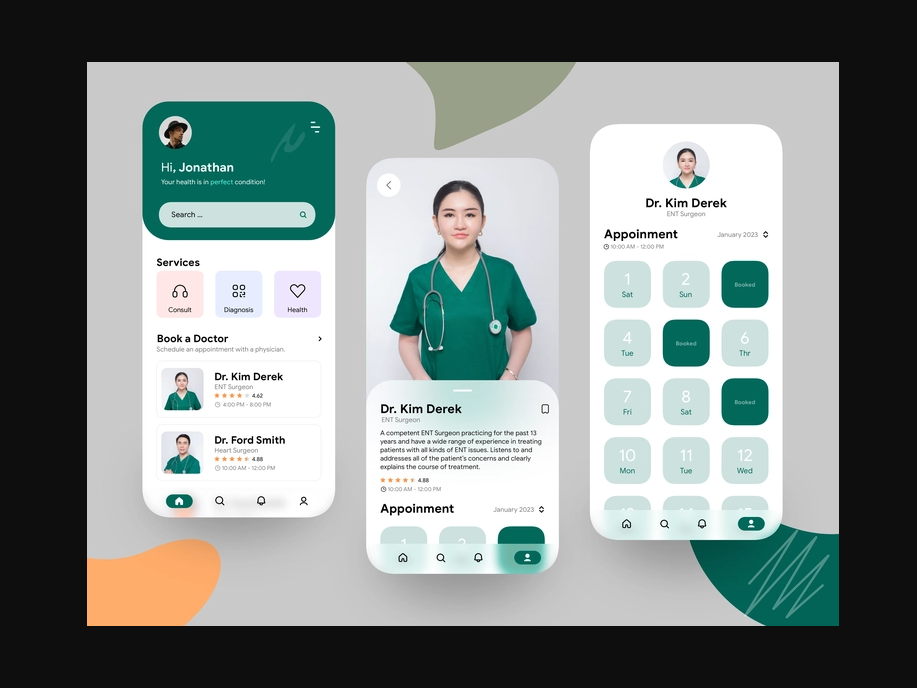 Hi, Jonathan
Your health is in perfect condition!
Search ...
Services
Consult
Diagnosis
Health
Book a Doctor
Schedule an appointment with a physician.
Dr. Kim Derek
ENT Surgeon
4.62
4:00 PM - 8:00 PM
Dr. Ford Smith
Heart Surgeon
4.88
10:00 AM - 12:00 PM
Dr. Kim Derek
ENT Surgeon
A competent ENT Surgeon practicing for the past 13
years and have a wide range of experience in treating
patients with all kinds of ENT issues. Listens to and
addresses all of the patient's concerns and clearly
explains the course of treatment.
4.88
10:00 AM - 12:00 PM
Appoinment
January 2023
1
2
Dr. Kim Derek
ENT Surgeon
Appoinment
January 2023
10:00 AM - 12:00 PM
1
Sat
2
Sun
Booked
4
Tue
Booked
6
Thr
7
Fri
8
Sat
Booked
10
Mon
11
Tue
12
Wed